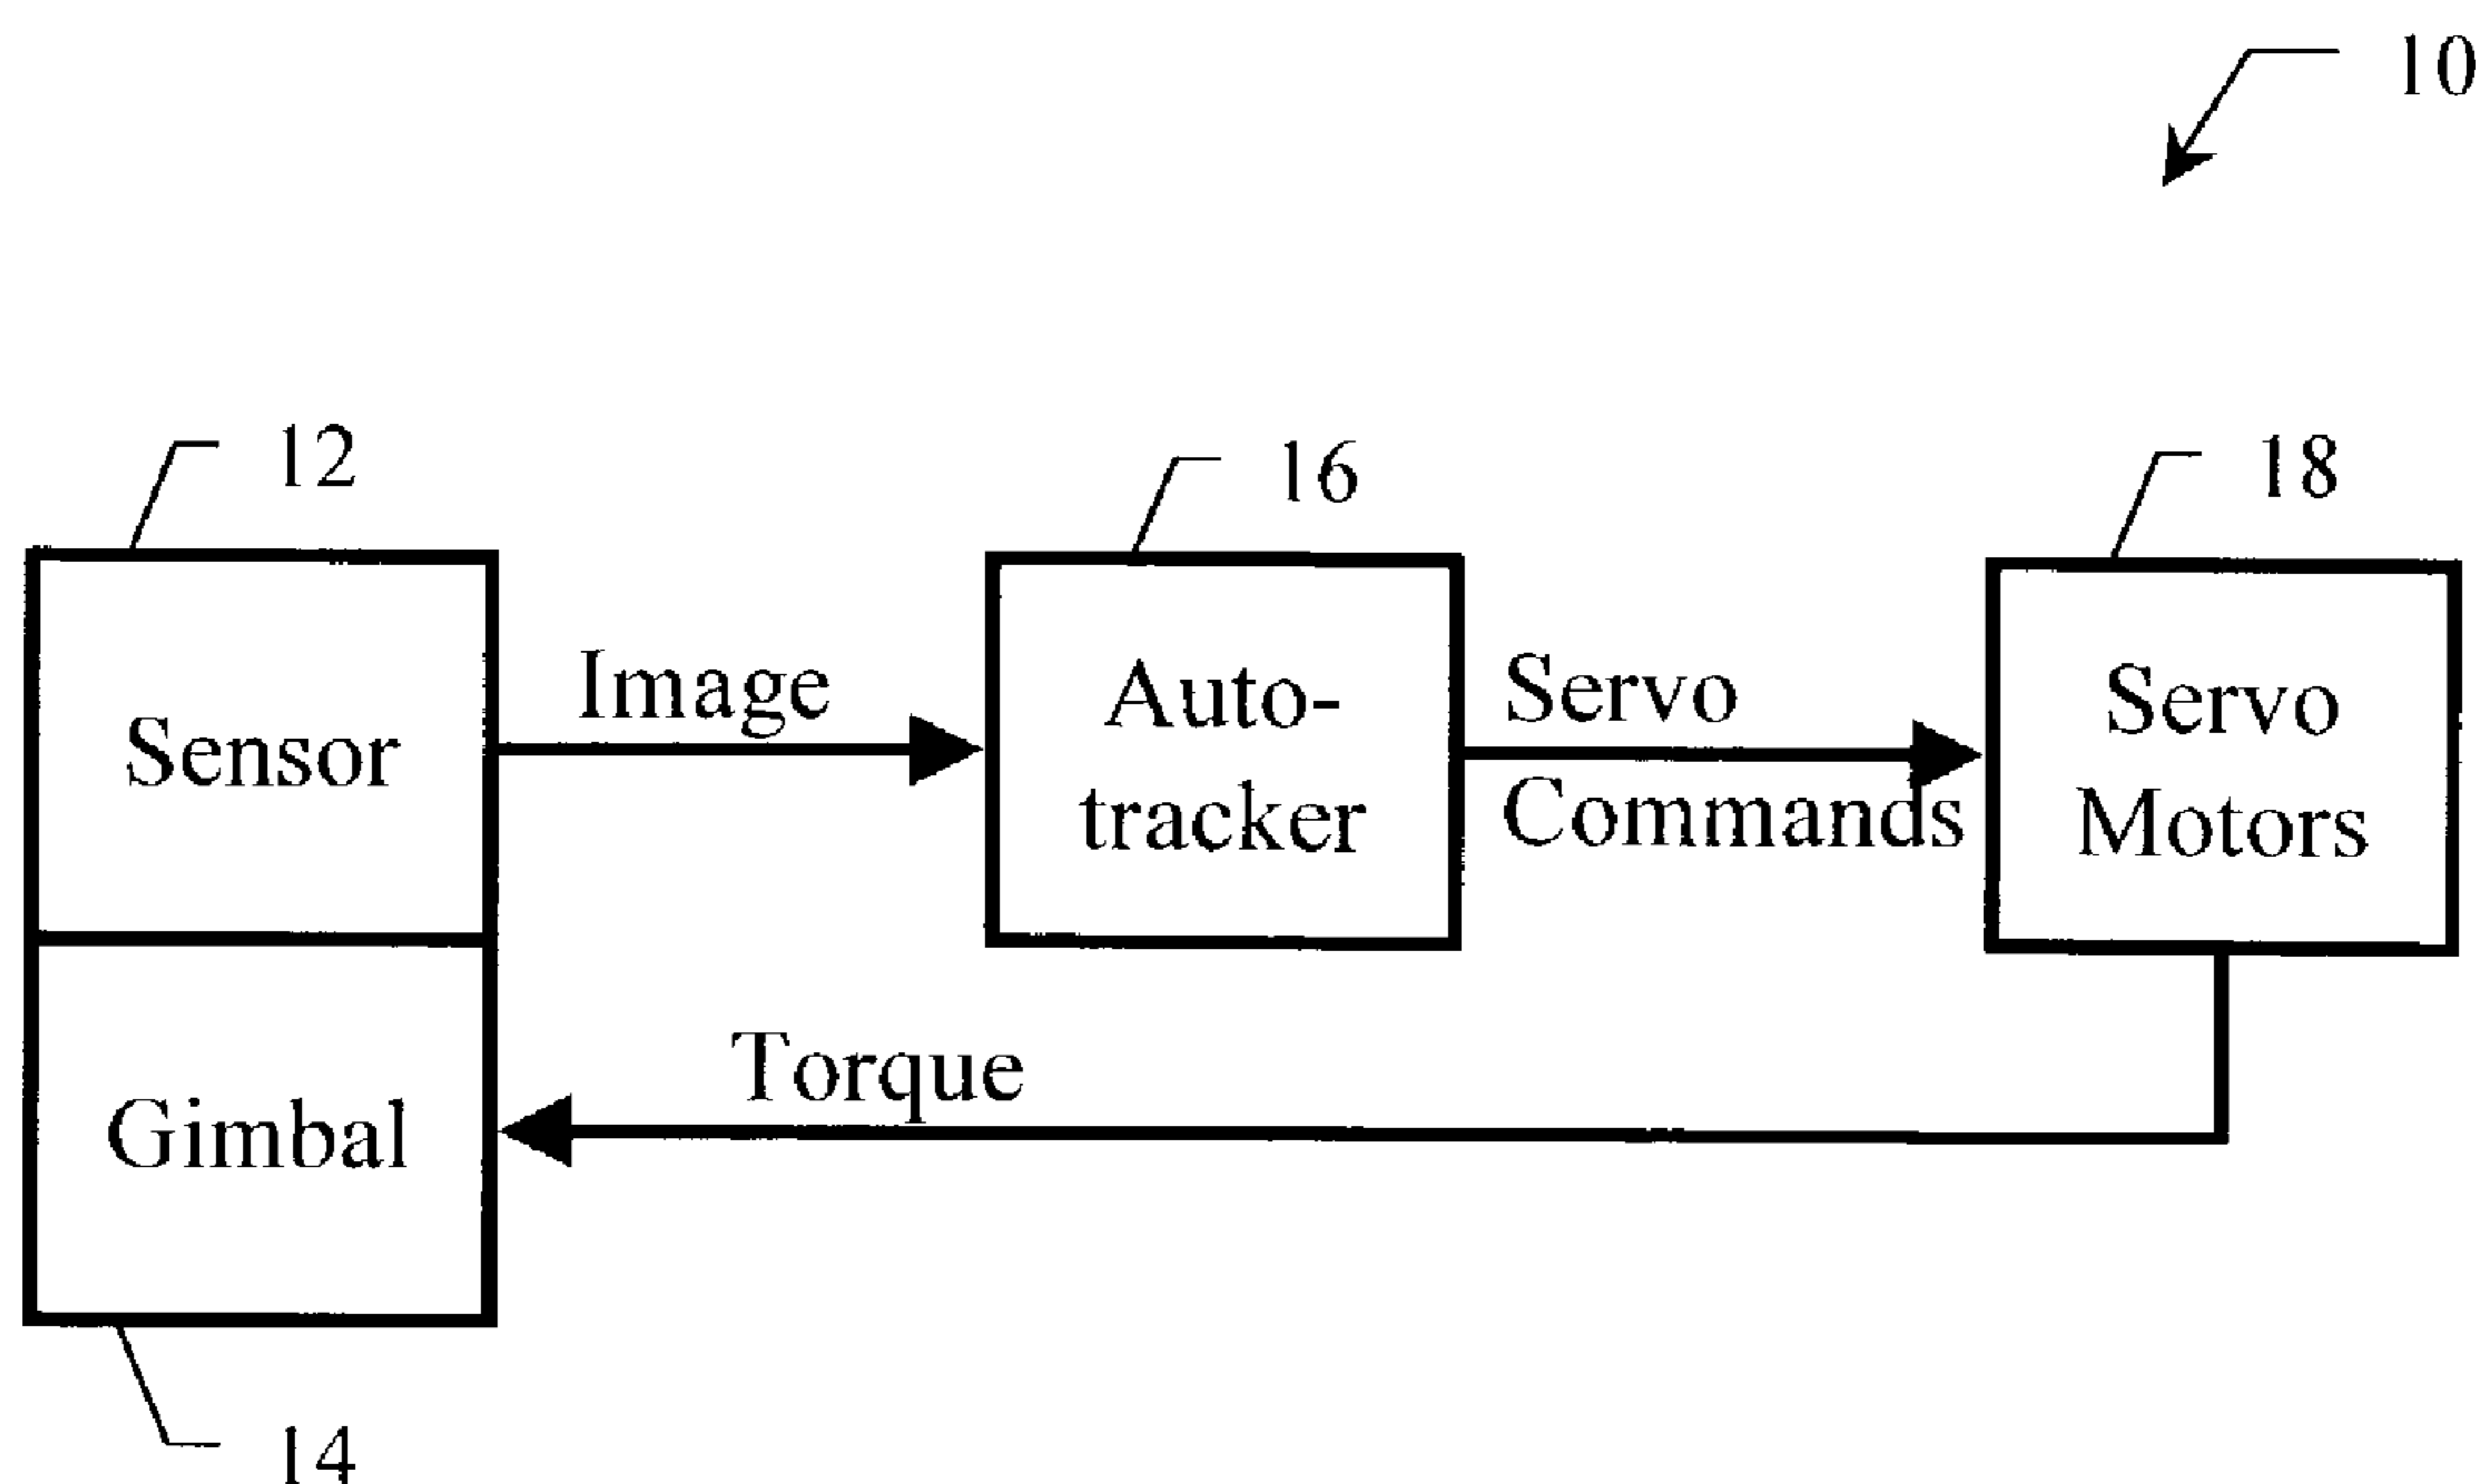 10
12
16
18
Sensor
Image
Auto-
tracker
Servo
Commands
Servo
Motors
Torque
Gimbal
14